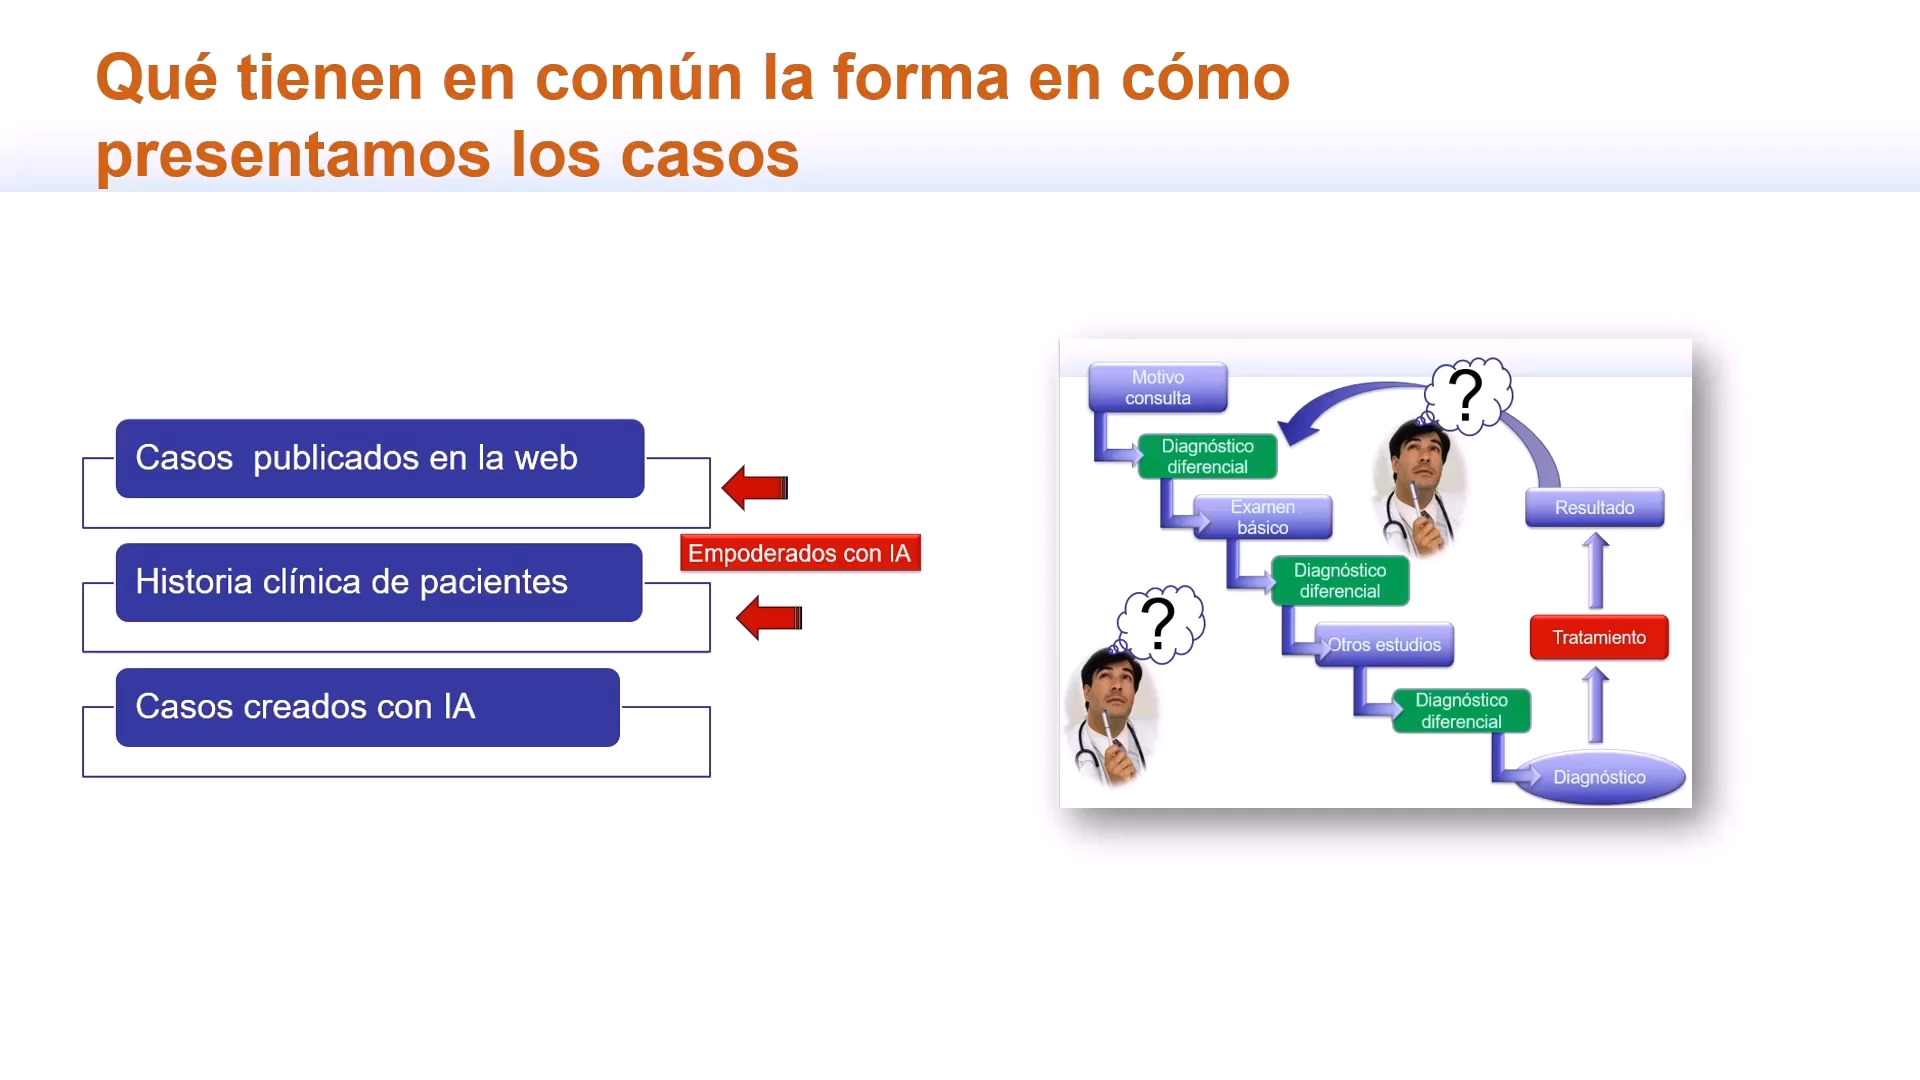 Qué tienen en común la forma en cómo
presentamos los casos
Casos publicados en la web
Empoderados con IA
Historia clínica de pacientes
Casos creados con IA
Motivo
consulta
?
Diagnóstico
diferencial
Examen
básico
Resultado
Diagnóstico
diferencial
?
Otros estudios
Tratamiento
Diagnóstico
diferencial
Diagnóstico